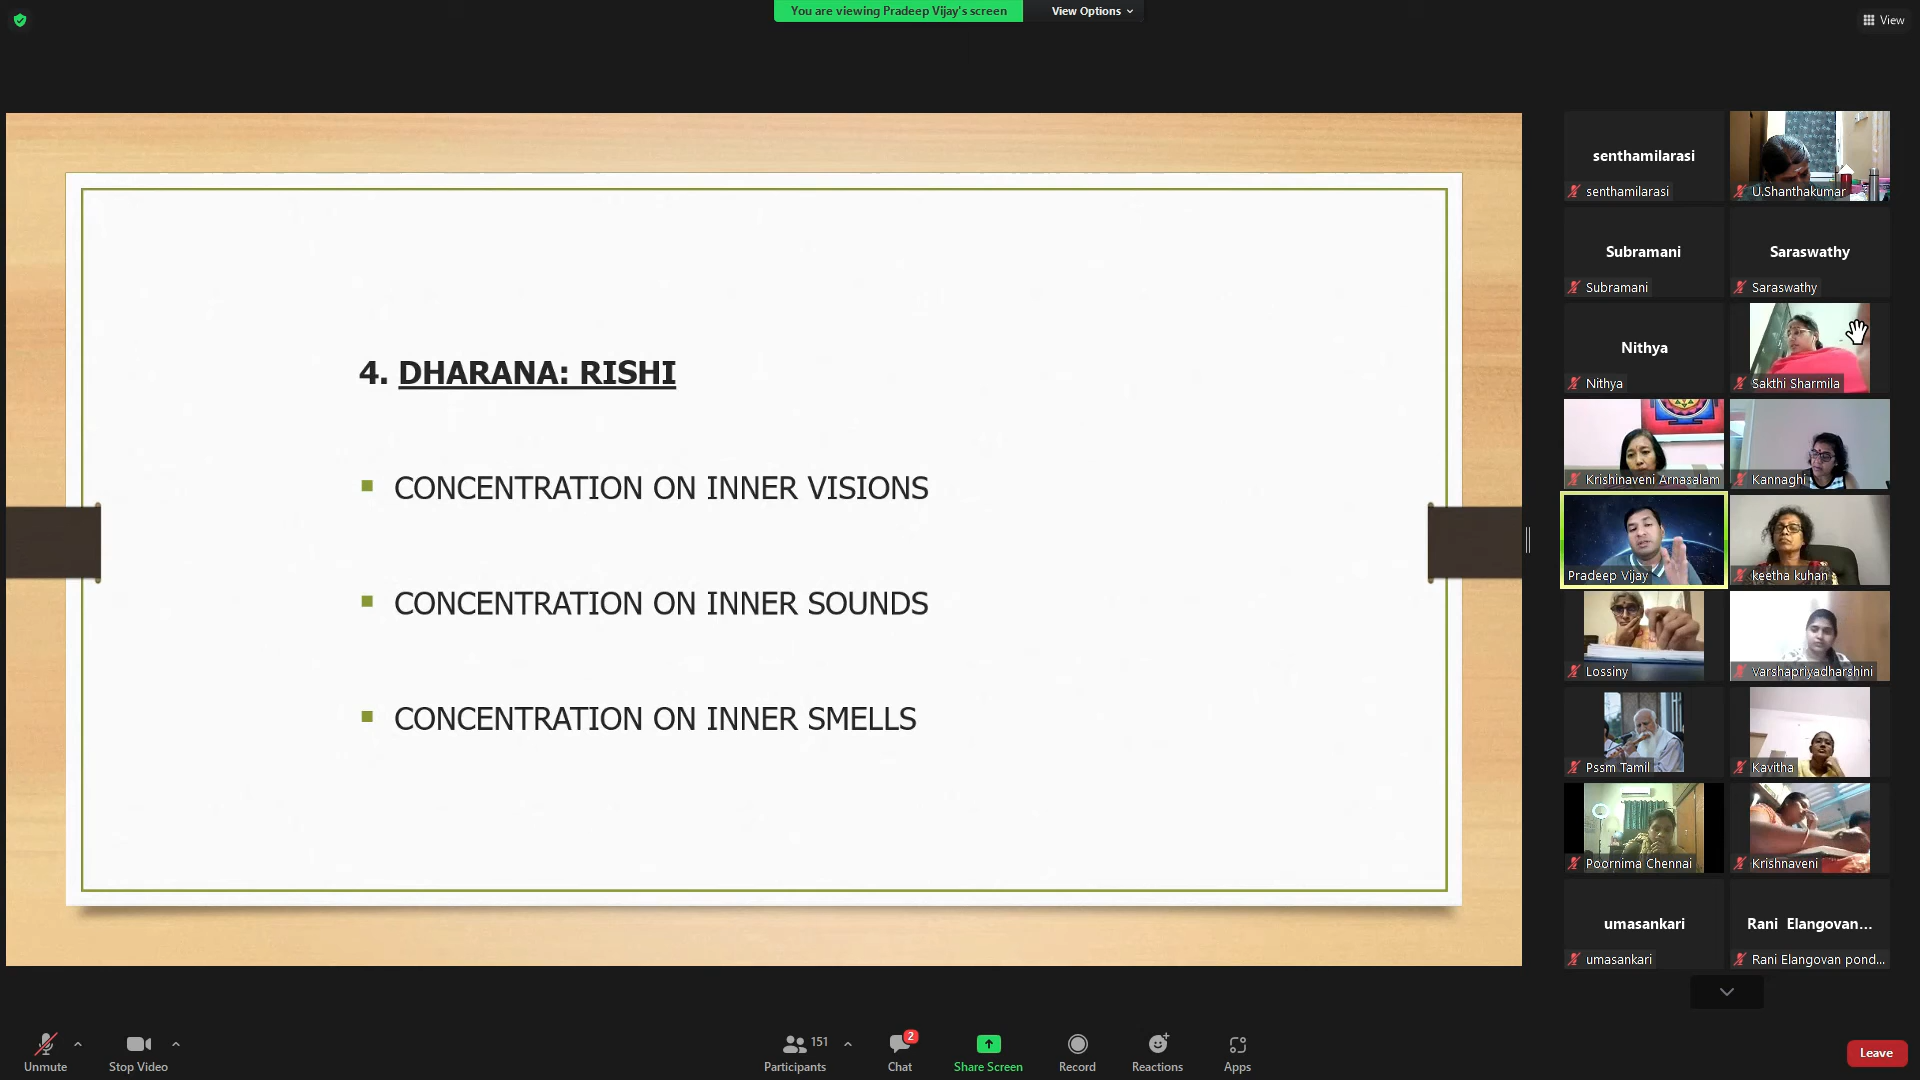 You are viewing Pradeep Vijay's screen
View Options
View
4. DHARANA: RISHI
▪ CONCENTRATION ON INNER VISIONS
▪ CONCENTRATION ON INNER SOUNDS
▪ CONCENTRATION ON INNER SMELLS
senthamilarasi
senthamilarasi
U.Shanthakumar
Subramani
Subramani
Saraswathy
Saraswathy
Nithya
Nithya
Sakthi Sharmila
Krishinaveni Arnasalam
Kannaghi
Pradeep Vijay
keetha kuhan
Lossiny
Varshapriyadharshini
Pssm Tamil
Kavitha
Poornima Chennai
Krishnaveni
umasankari
umasankari
Rani Elangovan...
Rani Elangovan pond...
Unmute
Stop Video
Participants
151
Chat
2
Share Screen
Record
Reactions
Apps
Leave